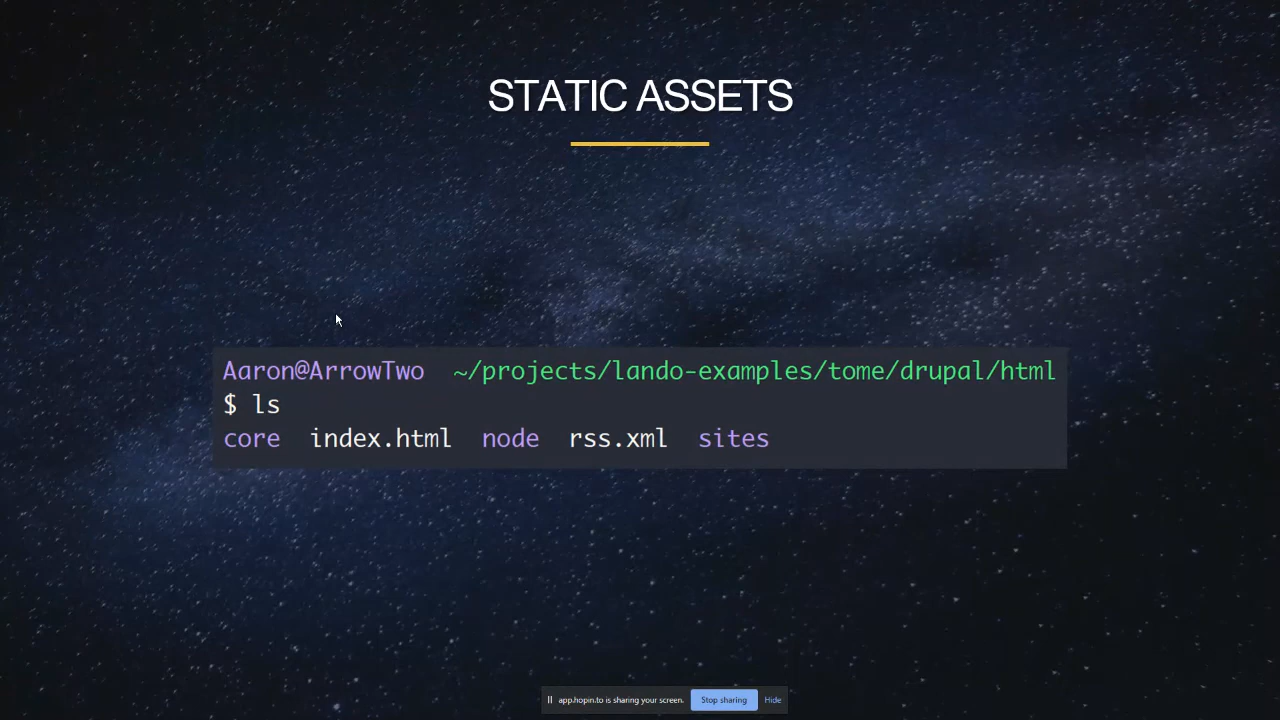 STATIC ASSETS
Aaron@ArrowTwo ~/projects/lando-examples/tome/drupal/html
$ ls
core index.html node rss.xml sites
app.hopin.to is sharing your screen. Stop sharing Hide